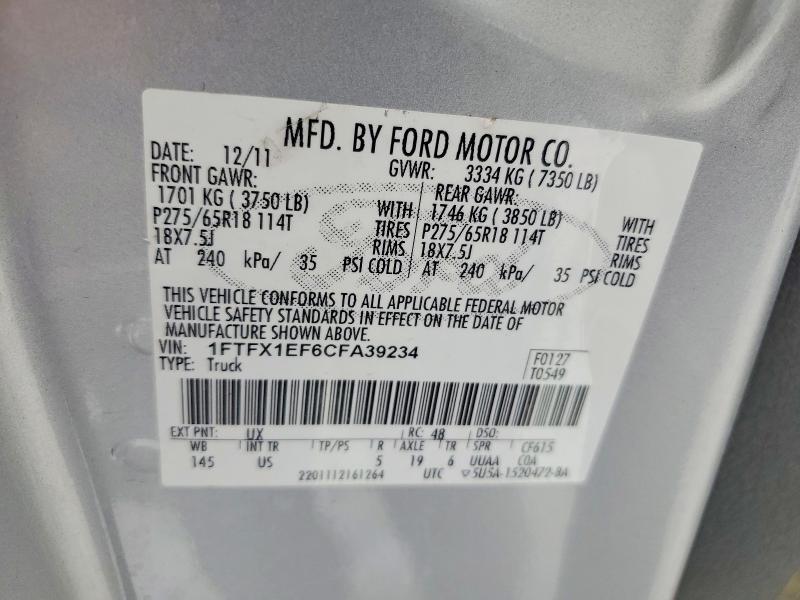 MFD. BY FORD MOTOR CO.
DATE: 12/11 GVWR: 3334 KG ( 7350 LB)
FRONT GAWR: REAR GAWR:
1701 KG ( 3750 LB) WITH 1746 KG ( 3850 LB) WITH
P275/65R18 114T TIRES P275/65R18 114T TIRES
18X7.5J RIMS 18X7.5J RIMS
AT 240 kPa/ 35 PSI COLD AT 240 kPa/ 35 PSI COLD
Ford
THIS VEHICLE CONFORMS TO ALL APPLICABLE FEDERAL MOTOR
VEHICLE SAFETY STANDARDS IN EFFECT ON THE DATE OF
MANUFACTURE SHOWN ABOVE.
VIN: 1FTFX1EF6CFA39234 F0127
TYPE: Truck T0549
EXT PNT: UX RC: 48 DSO:
WB INT TR TP/PS R AXLE TR SPR CF615
145 US 5 19 6 UUAA COA
2201112161264 UTC 5U5A-1520472-BA